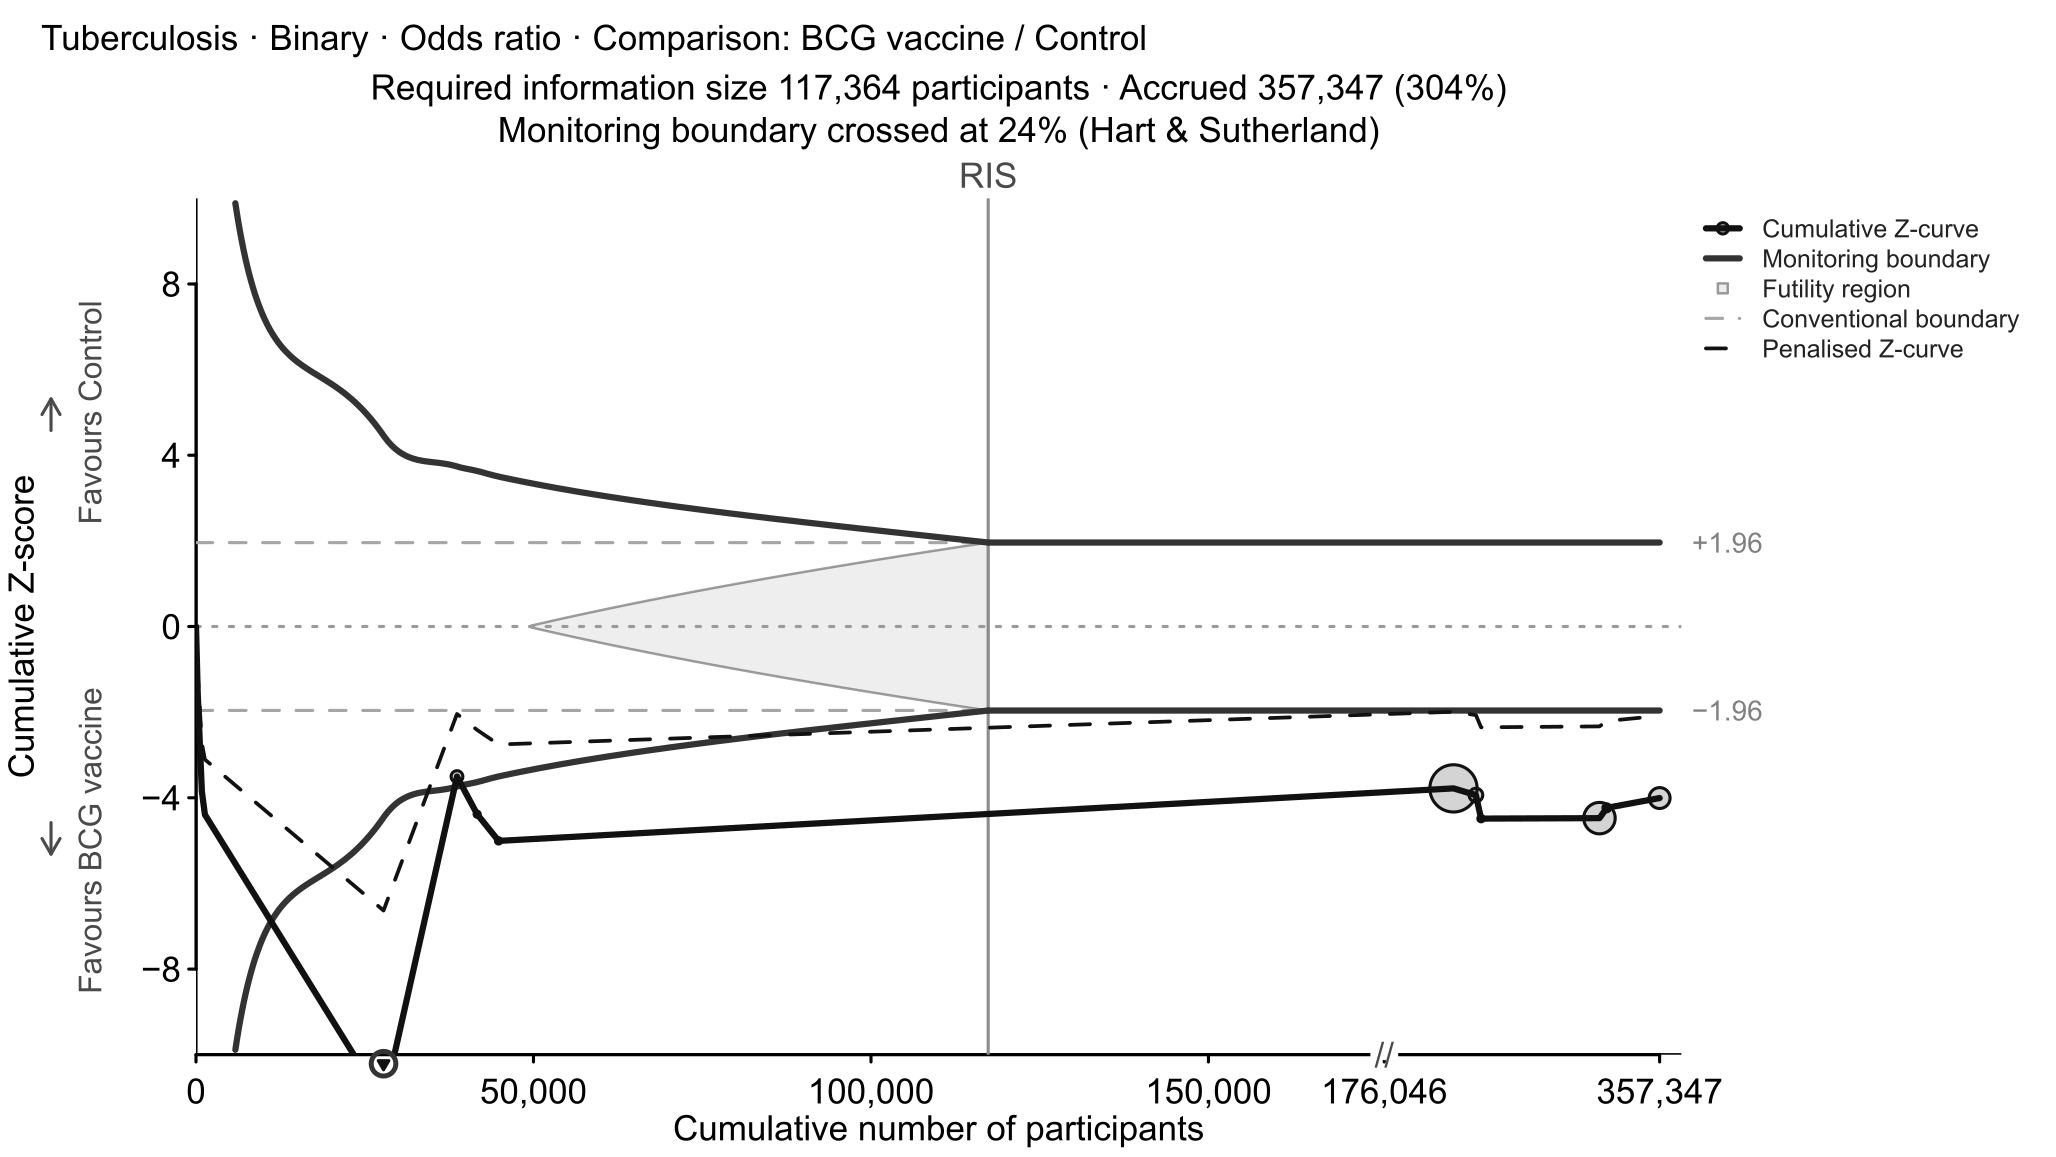 Tuberculosis · Binary · Odds ratio · Comparison: BCG vaccine / Control
Required information size 117,364 participants · Accrued 357,347 (304%)
Monitoring boundary crossed at 24% (Hart & Sutherland)
RIS
Cumulative Z-curve
Monitoring boundary
Futility region
Conventional boundary
Penalised Z-curve
Cumulative Z-score
Favours Control
Favours BCG vaccine
8
4
0
−4
−8
+1.96
−1.96
0
50,000
100,000
150,000
176,046
357,347
Cumulative number of participants